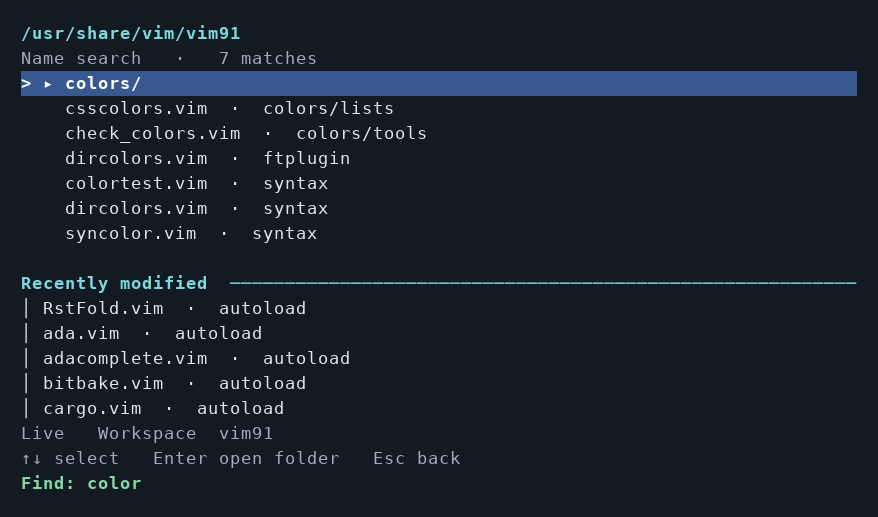 /usr/share/vim/vim91
Name search · 7 matches
> ▸ colors/
csscolors.vim · colors/lists
check_colors.vim · colors/tools
dircolors.vim · ftplugin
colortest.vim · syntax
dircolors.vim · syntax
syncolor.vim · syntax
Recently modified
│ RstFold.vim · autoload
│ ada.vim · autoload
│ adacomplete.vim · autoload
│ bitbake.vim · autoload
│ cargo.vim · autoload
Live Workspace vim91
↑↓ select Enter open folder Esc back
Find: color